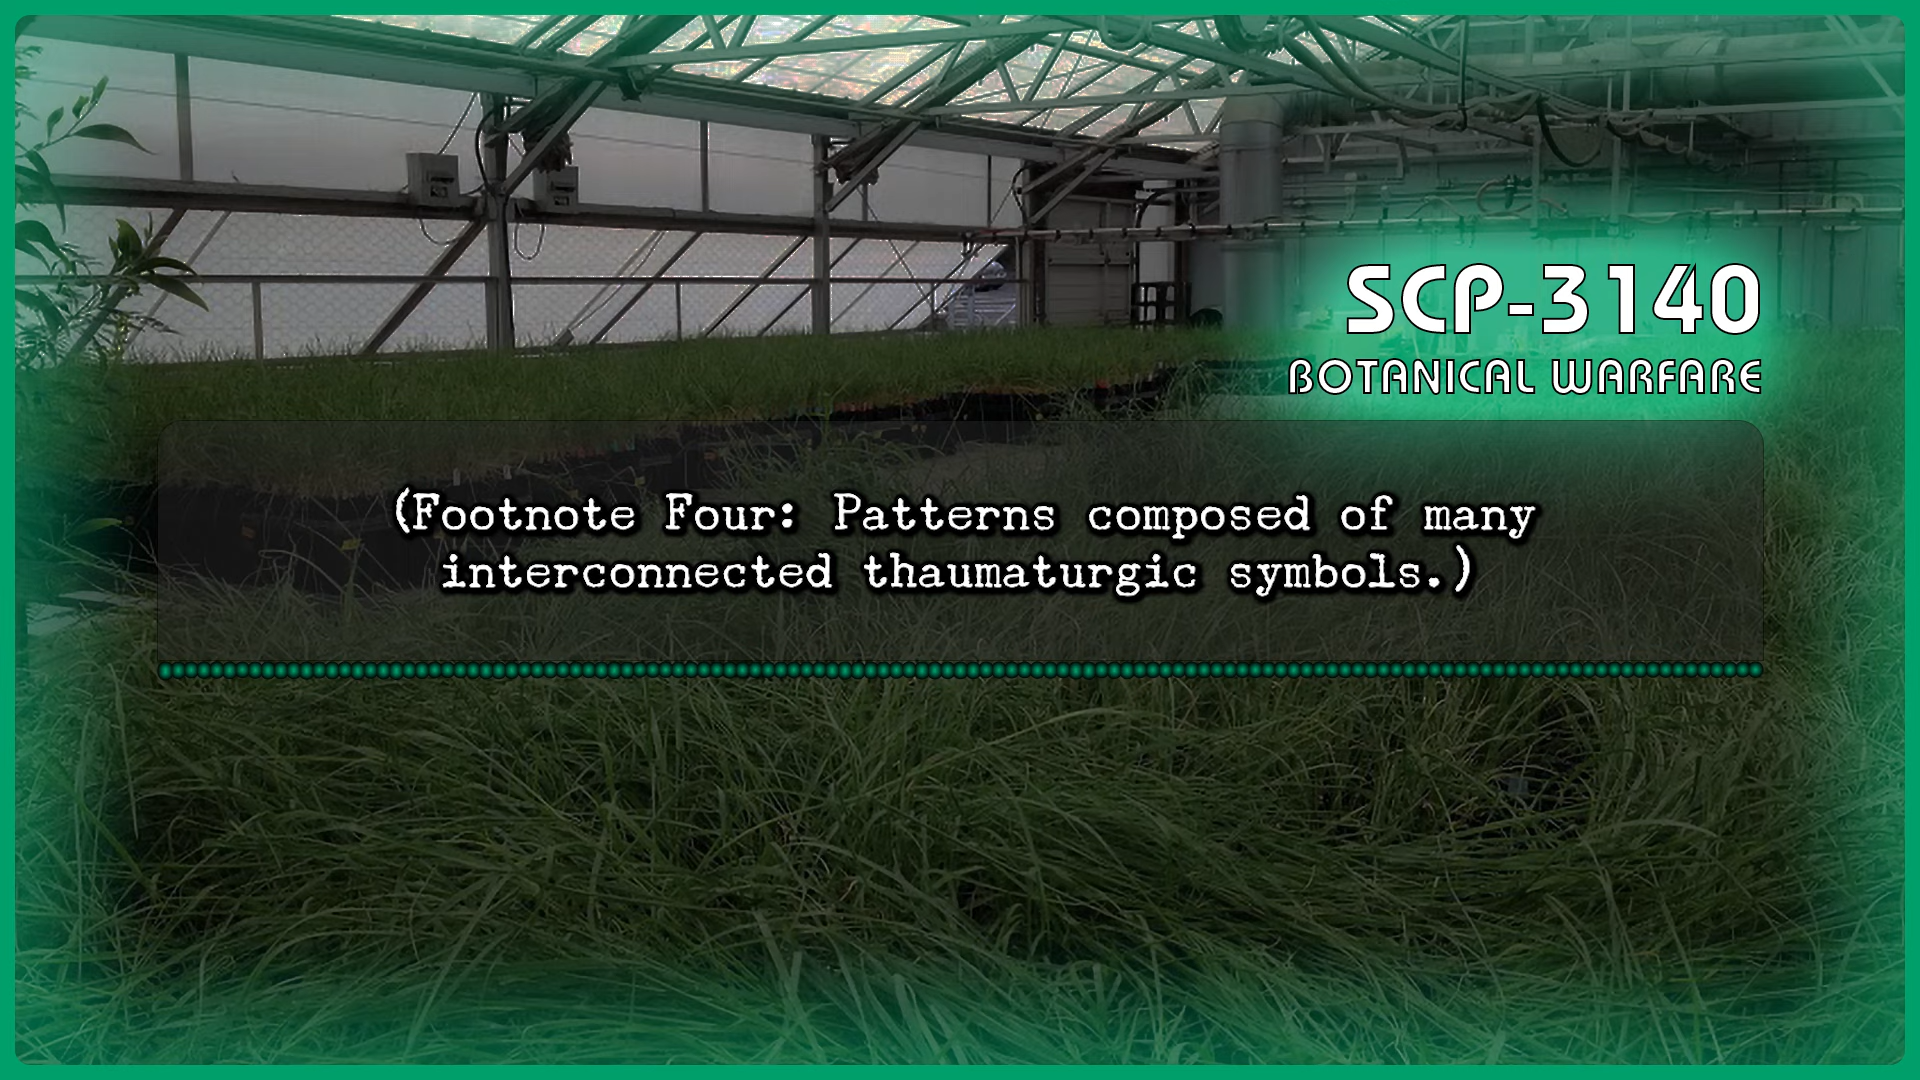 SCP-3140
BOTANICAL WARFARE
(Footnote Four: Patterns composed of many
interconnected thaumaturgic symbols.)